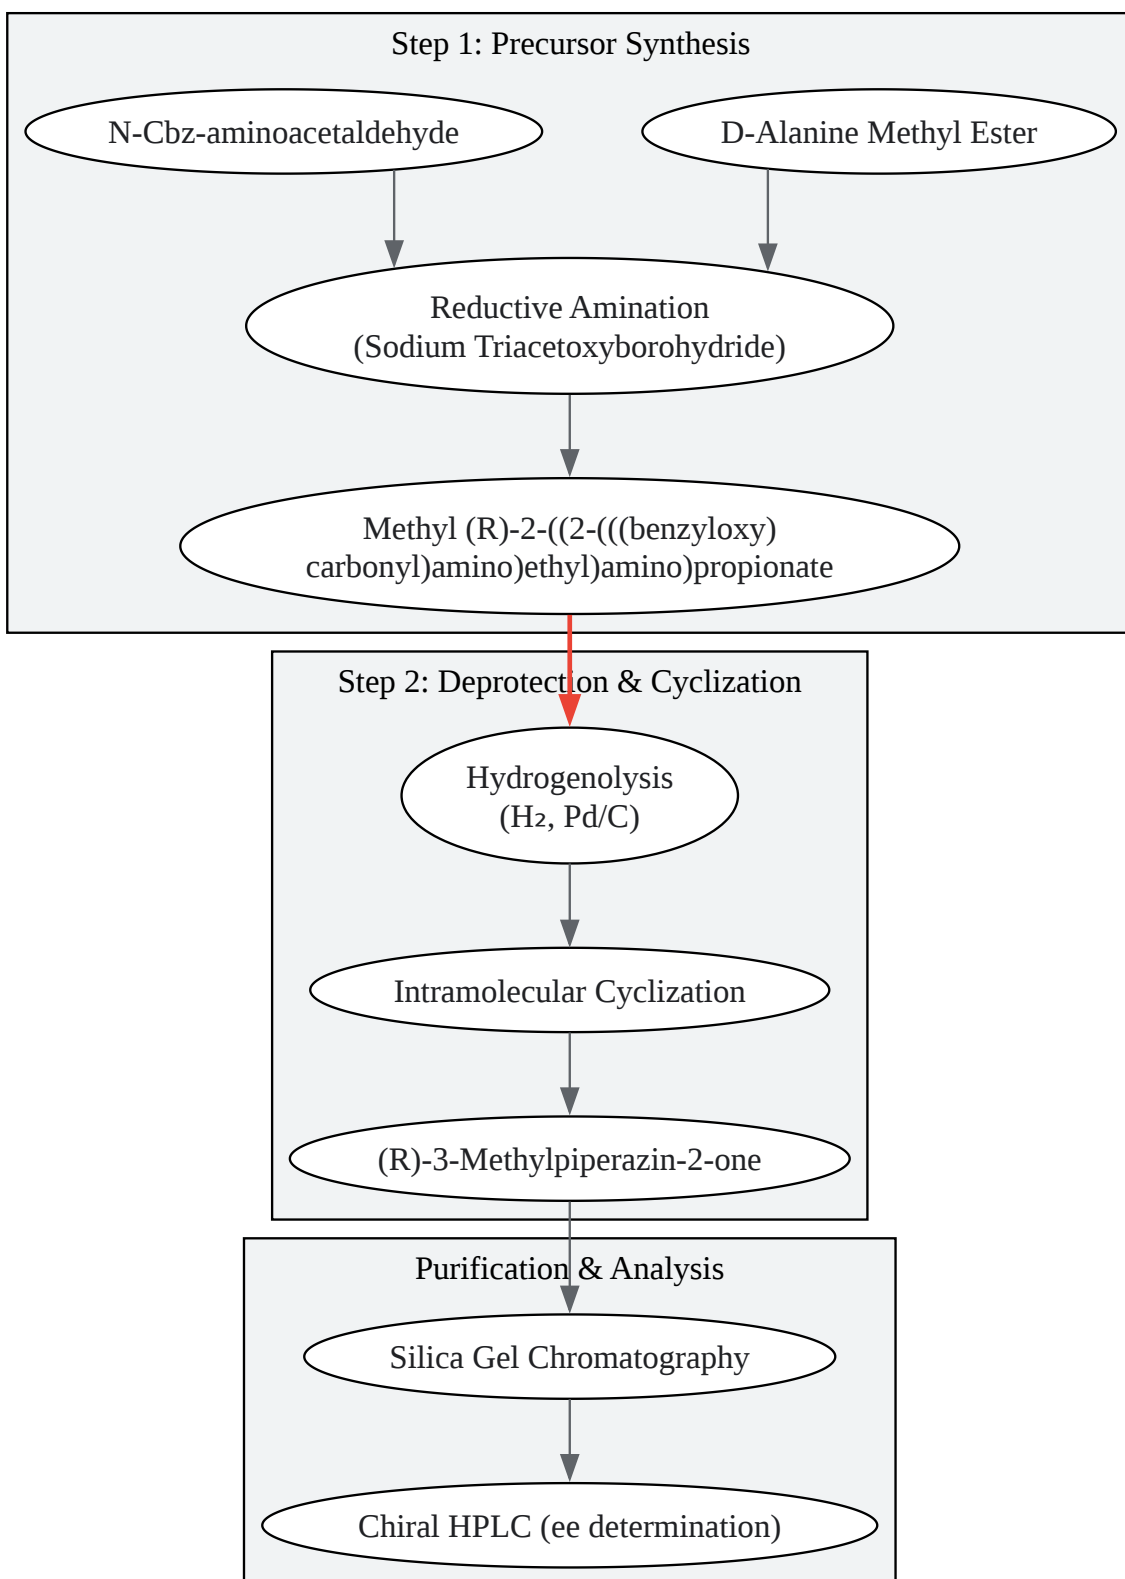 Step 1: Precursor Synthesis
N-Cbz-aminoacetaldehyde
D-Alanine Methyl Ester
Reductive Amination
(Sodium Triacetoxyborohydride)
Methyl (R)-2-((2-(((benzyloxy)
carbonyl)amino)ethyl)amino)propionate
Step 2: Deprotection & Cyclization
Hydrogenolysis
(H₂, Pd/C)
Intramolecular Cyclization
(R)-3-Methylpiperazin-2-one
Purification & Analysis
Silica Gel Chromatography
Chiral HPLC (ee determination)